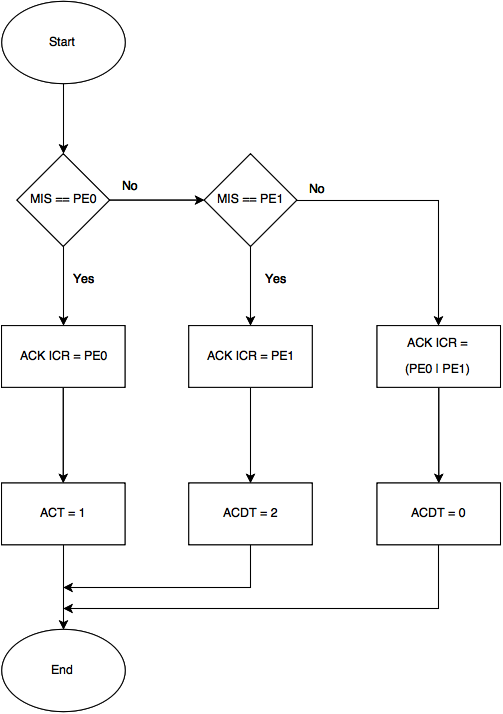 Start
MIS == PE0
No
MIS == PE1
No
Yes
Yes
ACK ICR = PE0
ACK ICR = PE1
ACK ICR =
(PE0 | PE1)
ACT = 1
ACDT = 2
ACDT = 0
End